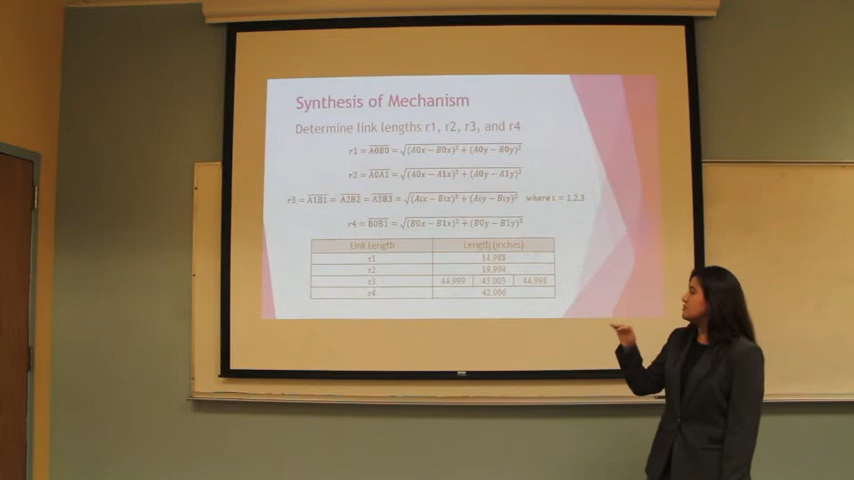 Synthesis of Mechanism
Determine link lengths r1, r2, r3, and r4
r1 = A0B0 = √(A0x − B0x)² + (A0y − B0y)²
r2 = A0A1 = √(A0x − A1x)² + (A0y − A1y)²
r3 = A1B1 = A2B2 = A3B3 = √(Aix − Bix)² + (Aiy − Biy)² where i = 1,2,3
r4 = B0B1 = √(B0x − B1x)² + (B0y − B1y)²
Link Length Length (inches)
r1 14.988
r2 19.994
r3 44.999 45.003 44.998
r4 42.006